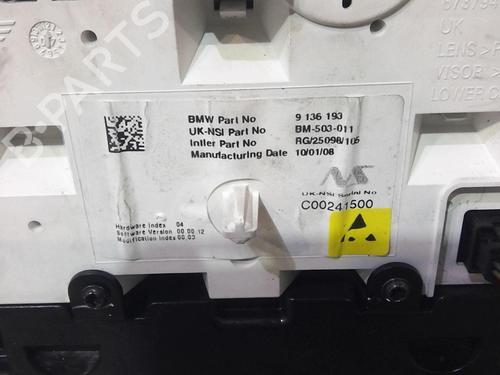 B-PARTS
67379
UK
LENS >
VISOR
LOWER C
BMW Part No 9 136 193
UK-NSI Part No BM-503-011
Intler Part No RG/25098/105
Manufacturing Date 10/01/08
UK-NSI Serial No
C00241500
Hardware Index 04
Software Version 00.00.12
Modification Index 00.03